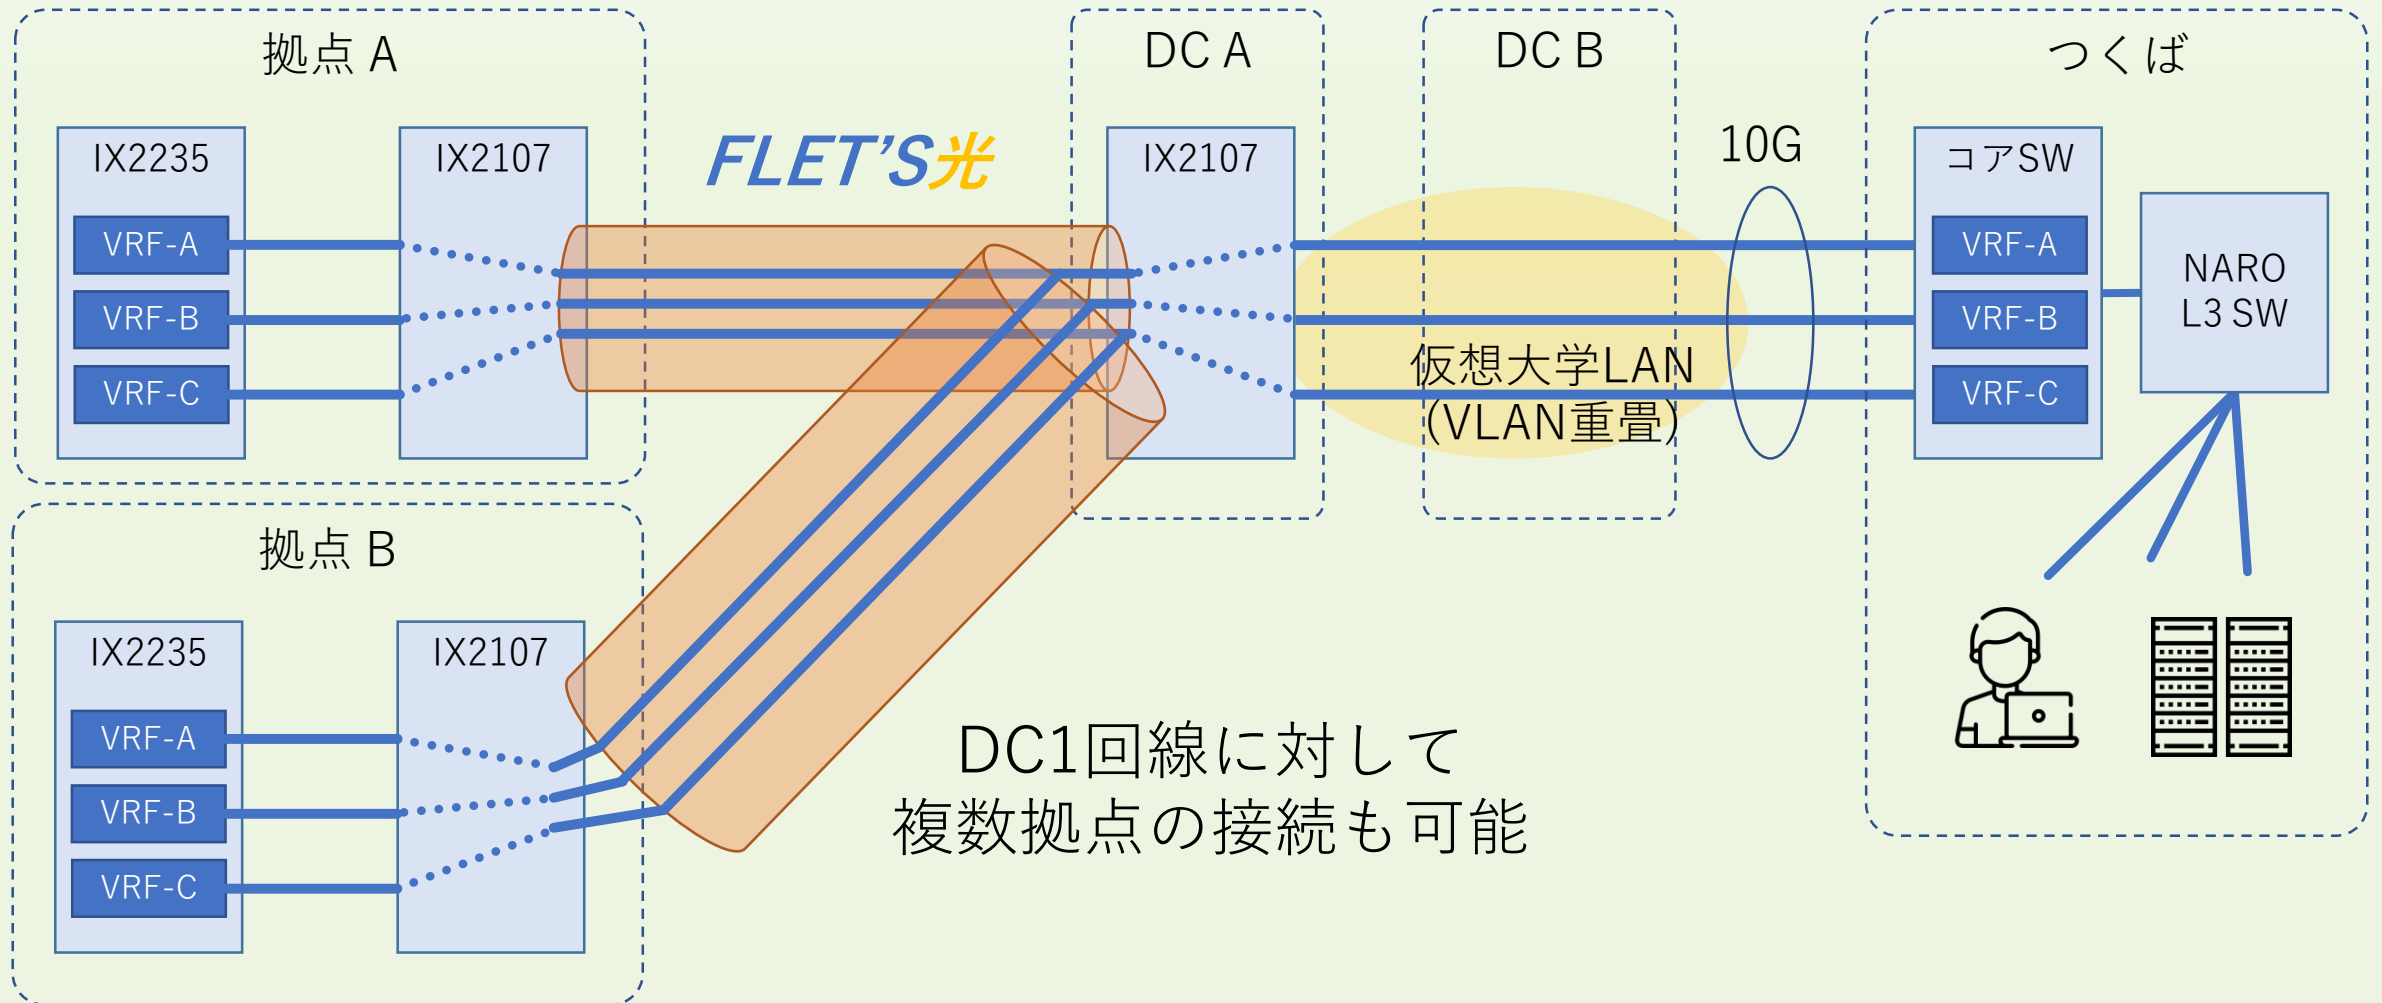 拠点 A
IX2235
VRF-A
VRF-B
VRF-C
IX2107
FLET’S光
DC A
IX2107
DC B
仮想大学LAN
(VLAN重畳)
10G
つくば
コアSW
VRF-A
VRF-B
VRF-C
NARO
L3 SW
拠点 B
IX2235
VRF-A
VRF-B
VRF-C
IX2107
DC1回線に対して
複数拠点の接続も可能